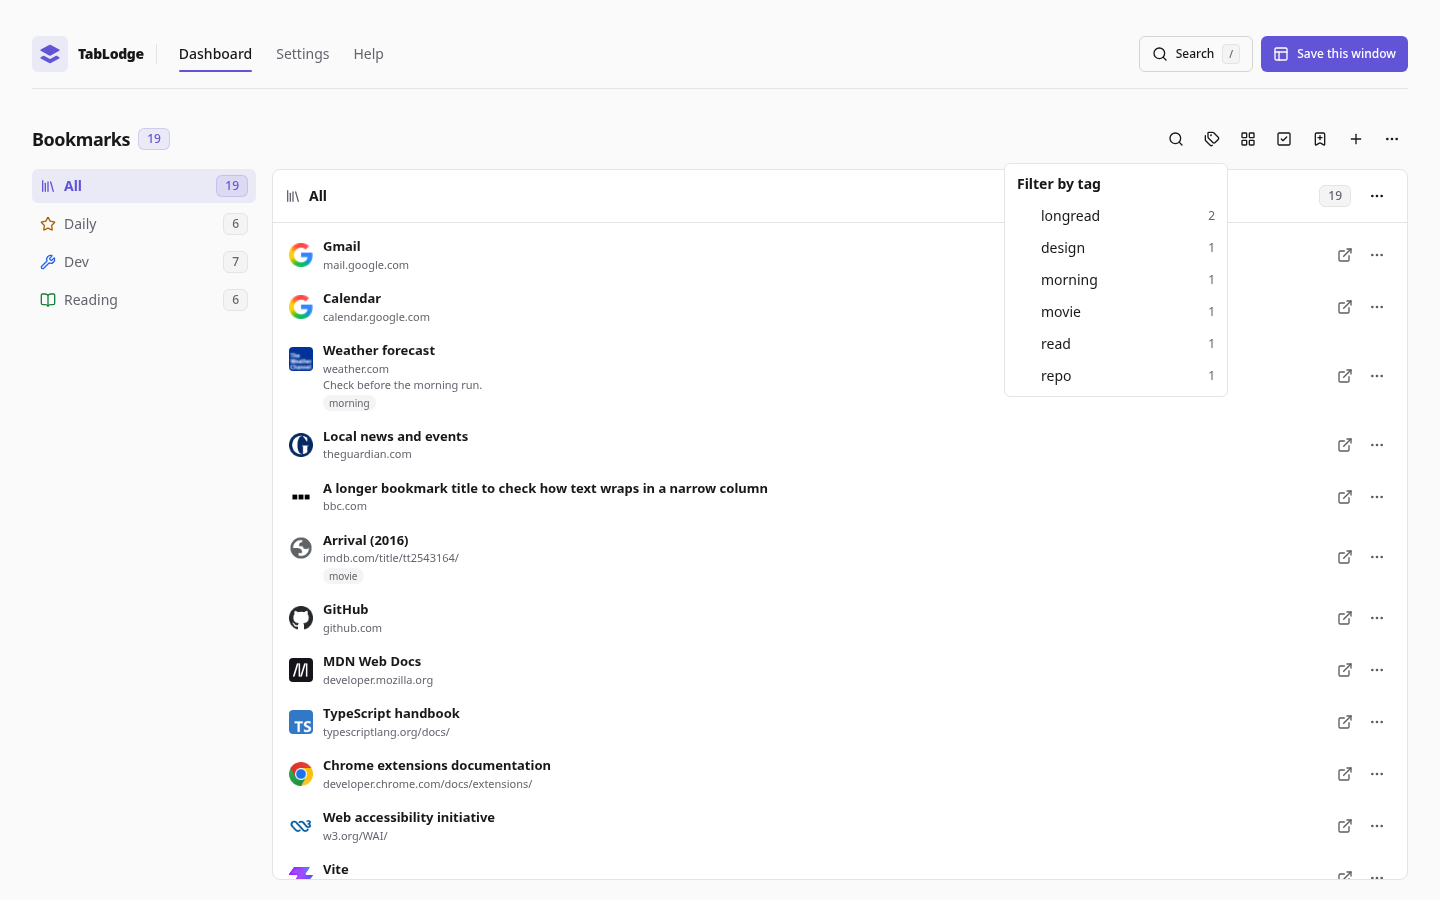 TabLodge
Dashboard
Settings
Help
Search /
Save this window
Bookmarks 19
All 19
Daily 6
Dev 7
Reading 6
All
19
Filter by tag
longread 2
design 1
morning 1
movie 1
read 1
repo 1
Gmail
mail.google.com
Calendar
calendar.google.com
The Weather Channel
Weather forecast
weather.com
Check before the morning run.
morning
Local news and events
theguardian.com
A longer bookmark title to check how text wraps in a narrow column
bbc.com
Arrival (2016)
imdb.com/title/tt2543164/
movie
GitHub
github.com
MDN Web Docs
developer.mozilla.org
TS
TypeScript handbook
typescriptlang.org/docs/
Chrome extensions documentation
developer.chrome.com/docs/extensions/
Web accessibility initiative
w3.org/WAI/
Vite